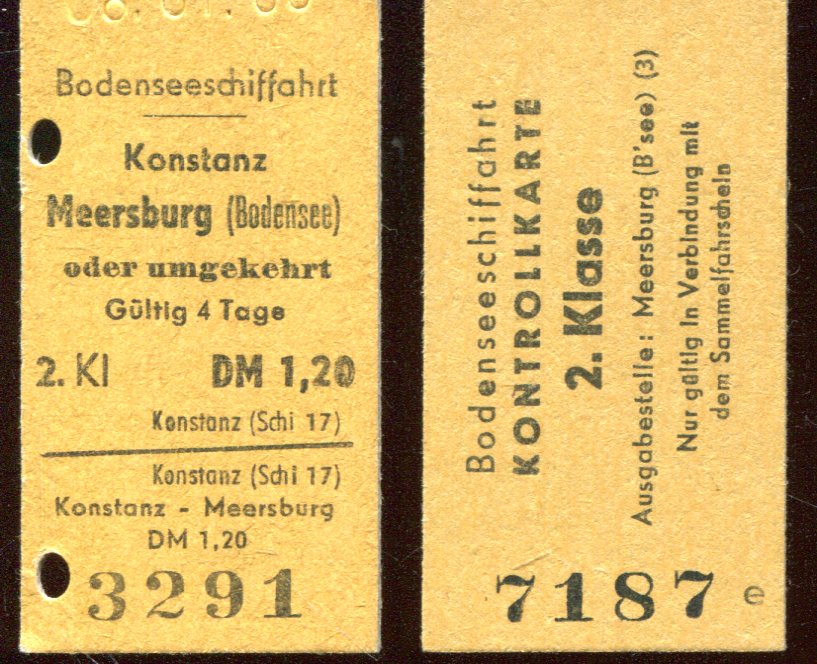 Bodenseeschiffahrt
Konstanz
Meersburg (Bodensee)
oder umgekehrt
Gültig 4 Tage
2. Kl DM 1,20
Konstanz (Schi 17)
Konstanz (Schi 17)
Konstanz - Meersburg
DM 1,20
3291
Bodenseeschiffahrt
KONTROLLKARTE
2. Klasse
Ausgabestelle: Meersburg (B'see) (3)
Nur gültig in Verbindung mit
dem Sammelfahrschein
7187 e